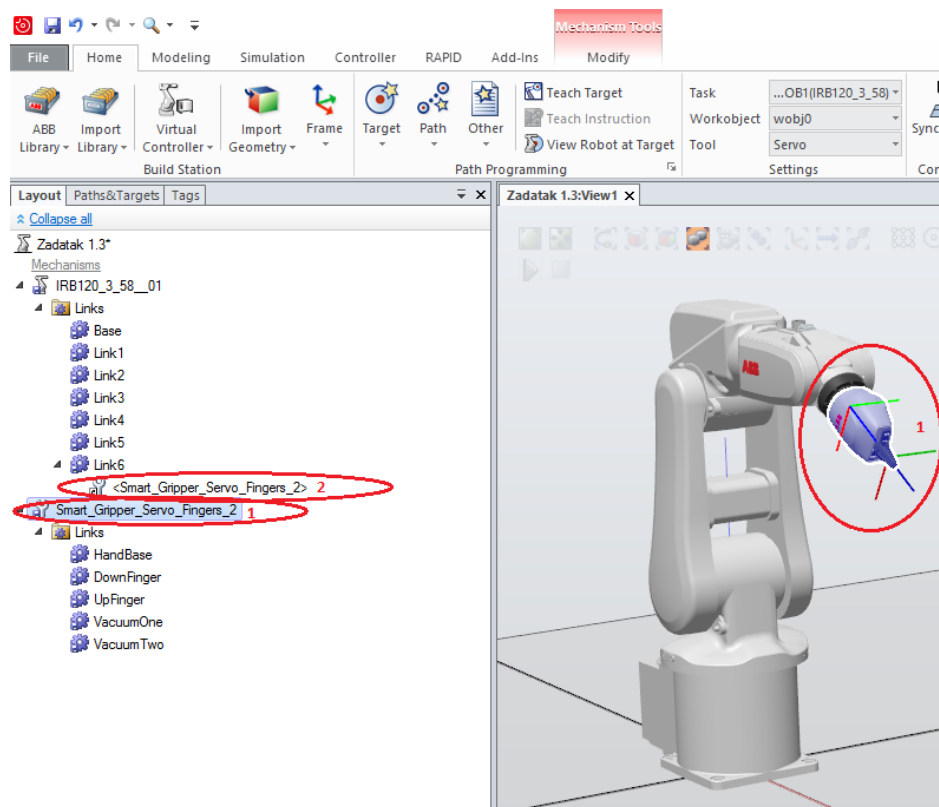 Mechanism Tools
File Home Modeling Simulation Controller RAPID Add-Ins Modify
ABB Library
Import Library
Virtual Controller
Import Geometry
Frame
Build Station
Target
Path
Other
Teach Target
Teach Instruction
View Robot at Target
Path Programming
Task ...OB1(IRB120_3_58)
Workobject wobj0
Tool Servo
Settings
Layout Paths&Targets Tags
Collapse all
Zadatak 1.3*
Mechanisms
IRB120_3_58__01
Links
Base
Link1
Link2
Link3
Link4
Link5
Link6
<Smart_Gripper_Servo_Fingers_2> 2
Smart_Gripper_Servo_Fingers_2 1
Links
HandBase
DownFinger
UpFinger
VacuumOne
VacuumTwo
Zadatak 1.3:View1
ABB
1